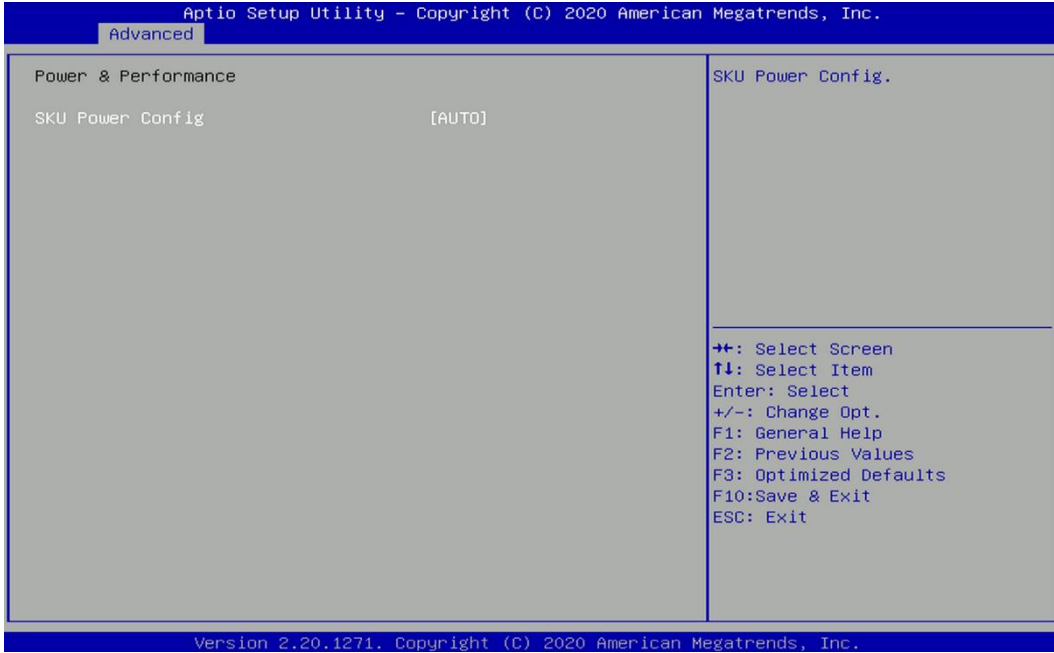 Aptio Setup Utility – Copyright (C) 2020 American Megatrends, Inc.
Advanced
Power & Performance
SKU Power Config [AUTO]
SKU Power Config.
→←: Select Screen
↑↓: Select Item
Enter: Select
+/-: Change Opt.
F1: General Help
F2: Previous Values
F3: Optimized Defaults
F10:Save & Exit
ESC: Exit
Version 2.20.1271. Copyright (C) 2020 American Megatrends, Inc.